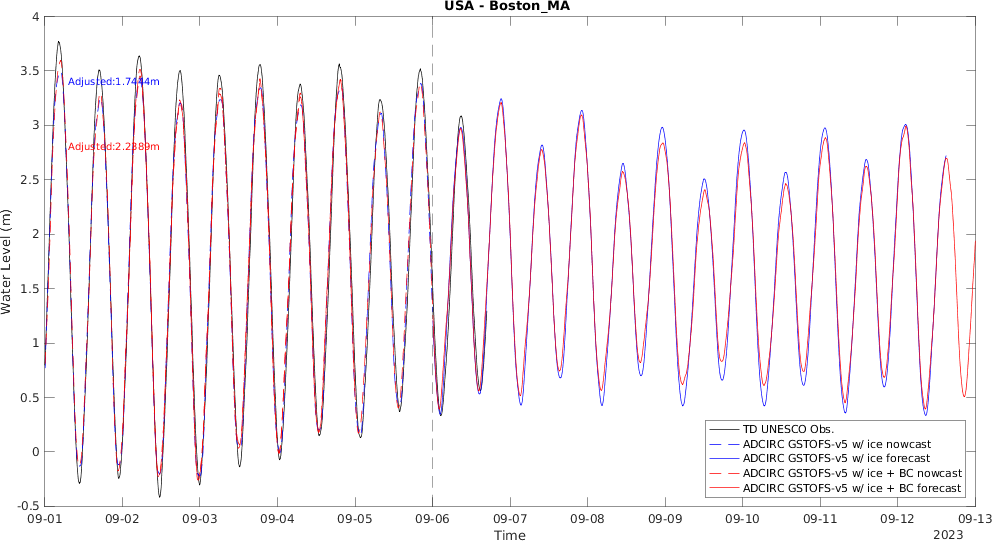 USA - Boston_MA
4
3.5
3
2.5
2
1.5
1
0.5
0
-0.5
Water Level (m)
Adjusted:1.7444m
Adjusted:2.2389m
TD UNESCO Obs.
ADCIRC GSTOFS-v5 w/ ice nowcast
ADCIRC GSTOFS-v5 w/ ice forecast
ADCIRC GSTOFS-v5 w/ ice + BC nowcast
ADCIRC GSTOFS-v5 w/ ice + BC forecast
09-01 09-02 09-03 09-04 09-05 09-06 09-07 09-08 09-09 09-10 09-11 09-12 09-13
Time
2023